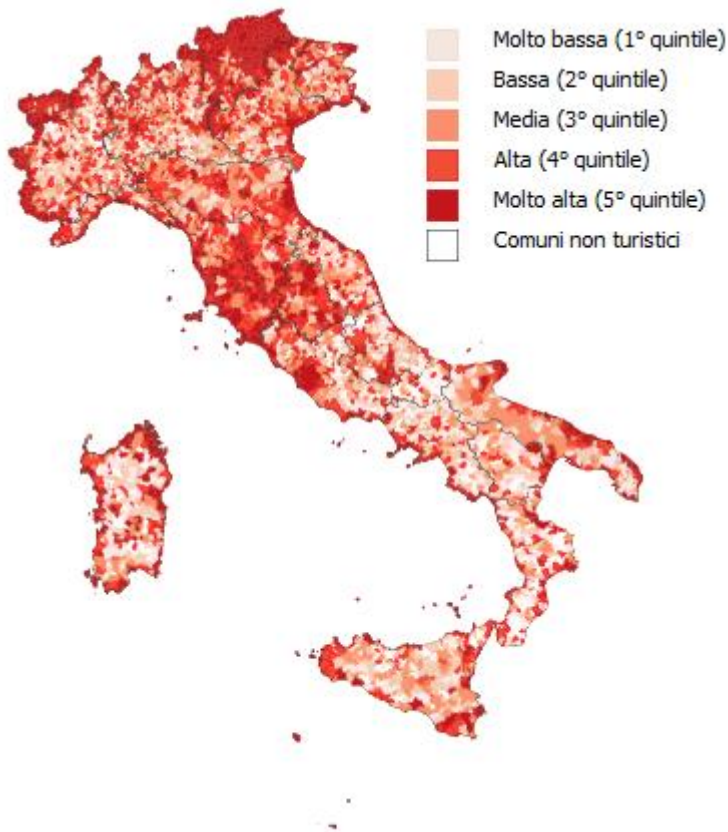 Molto bassa (1° quintile)
Bassa (2° quintile)
Media (3° quintile)
Alta (4° quintile)
Molto alta (5° quintile)
Comuni non turistici